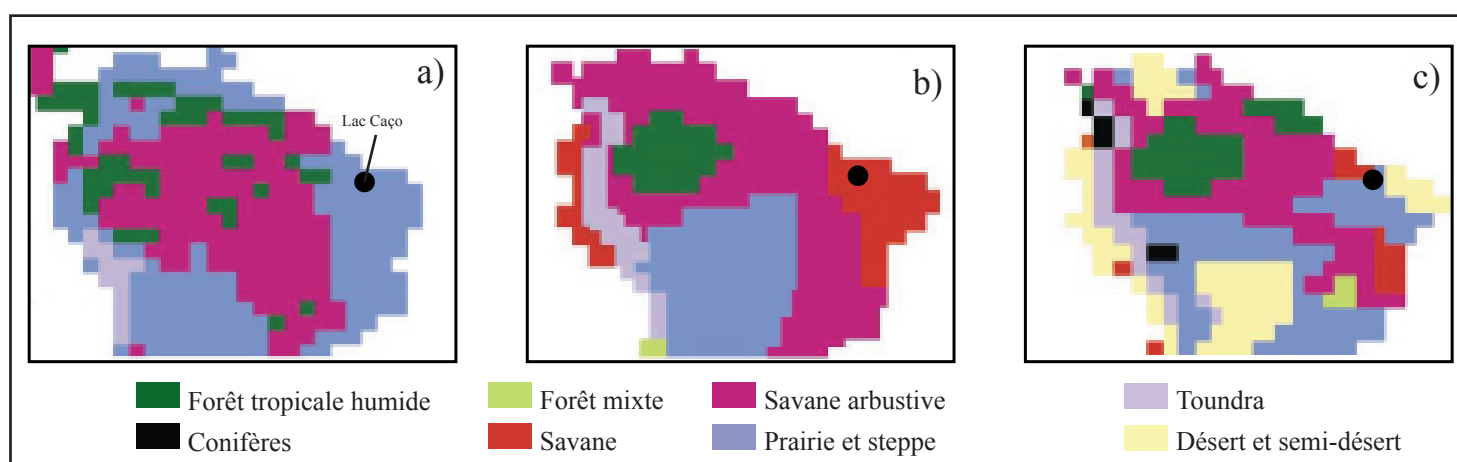 a)
Lac Caço
b)
c)
Forêt tropicale humide
Forêt mixte
Savane arbustive
Toundra
Conifères
Savane
Prairie et steppe
Désert et semi-désert